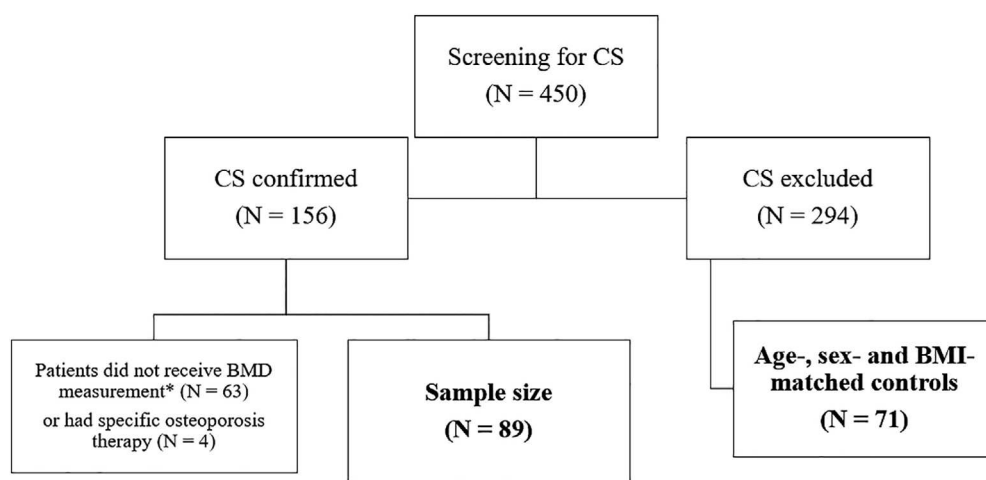 Screening for CS
(N = 450)
CS confirmed
(N = 156)
CS excluded
(N = 294)
Patients did not receive BMD
measurement* (N = 63)
or had specific osteoporosis
therapy (N = 4)
Sample size
(N = 89)
Age-, sex- and BMI-
matched controls
(N = 71)